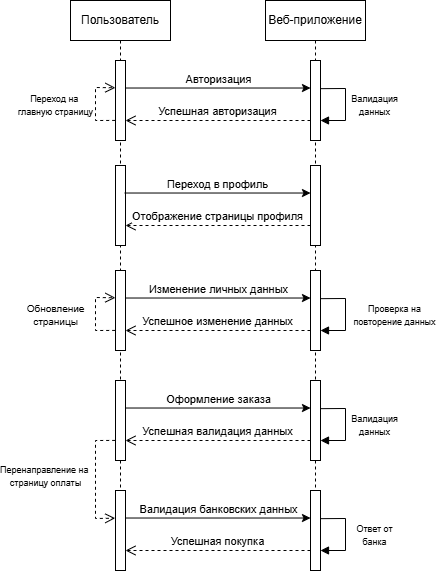 Пользователь
Веб-приложение
Авторизация
Переход на
главную страницу
Валидация
данных
Успешная авторизация
Переход в профиль
Отображение страницы профиля
Изменение личных данных
Обновление
страницы
Проверка на
повторение данных
Успешное изменение данных
Оформление заказа
Валидация
данных
Успешная валидация данных
Перенаправление на
страницу оплаты
Валидация банковских данных
Ответ от
банка
Успешная покупка